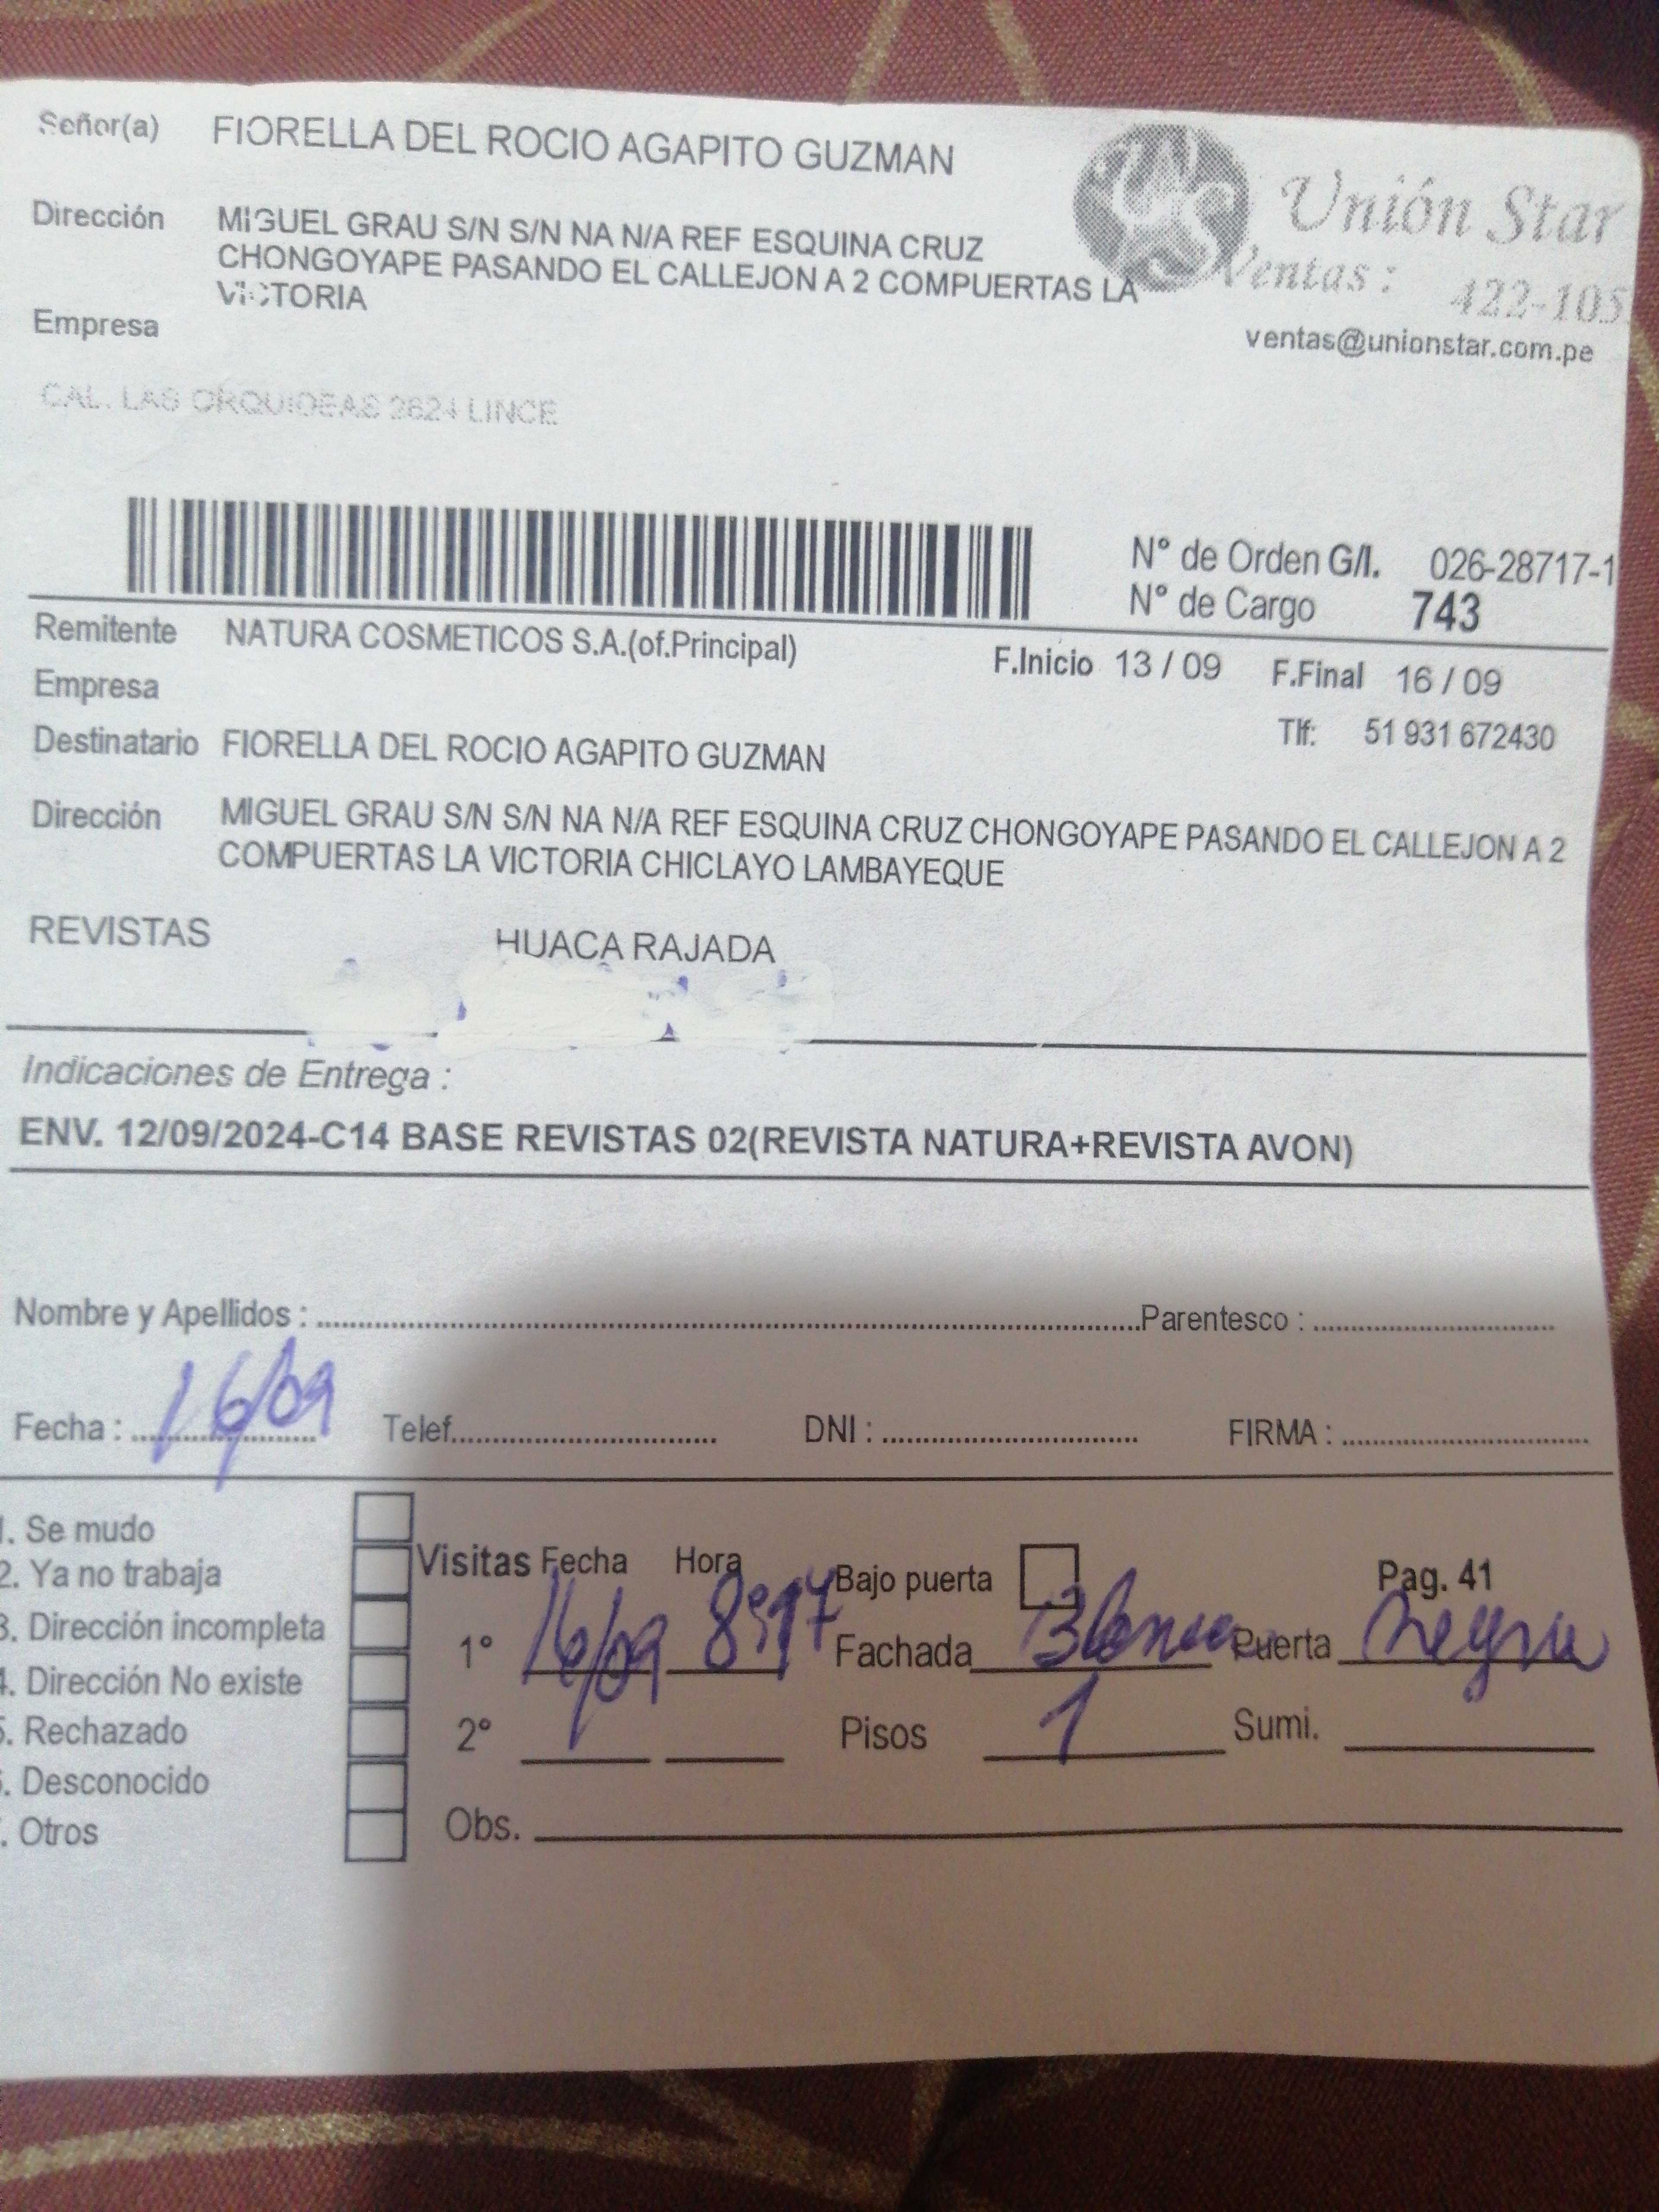 Señor(a) FIORELLA DEL ROCIO AGAPITO GUZMAN
Dirección MIGUEL GRAU S/N S/N NA N/A REF ESQUINA CRUZ
CHONGOYAPE PASANDO EL CALLEJON A 2 COMPUERTAS LA
VICTORIA
Empresa
Unión Star
Ventas : 422-105
ventas@unionstar.com.pe
CAL. LAS ORQUIDEAS 2624 LINCE
N° de Orden G/I. 026-28717-1
N° de Cargo 743
Remitente NATURA COSMETICOS S.A.(of.Principal)
F.Inicio 13 / 09 F.Final 16 / 09
Empresa
Tlf: 51 931 672430
Destinatario FIORELLA DEL ROCIO AGAPITO GUZMAN
Dirección MIGUEL GRAU S/N S/N NA N/A REF ESQUINA CRUZ CHONGOYAPE PASANDO EL CALLEJON A 2
COMPUERTAS LA VICTORIA CHICLAYO LAMBAYEQUE
REVISTAS HUACA RAJADA
Indicaciones de Entrega :
ENV. 12/09/2024-C14 BASE REVISTAS 02(REVISTA NATURA+REVISTA AVON)
Nombre y Apellidos : Parentesco :
Fecha : 16/09 Telef. DNI : FIRMA :
1. Se mudo
2. Ya no trabaja
3. Dirección incompleta
4. Dirección No existe
5. Rechazado
6. Desconocido
. Otros
Visitas Fecha Hora Bajo puerta Pag. 41
1° 16/09 Fachada Blanco Puerta negra
2° Pisos 1 Sumi.
Obs.